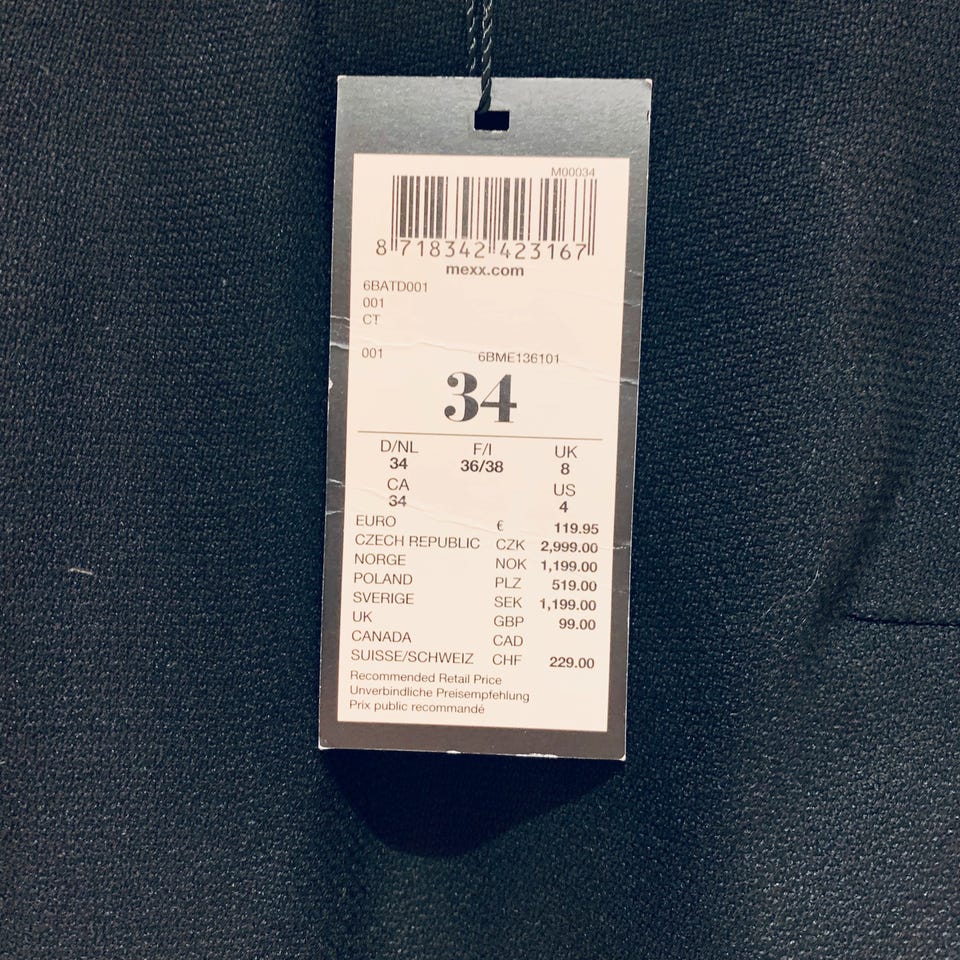 M00034
8 718342 423167
mexx.com
6BATD001
001
CT
001 6BME136101
34
D/NL F/I UK
34 36/38 8
CA US
34 4
EURO € 119.95
CZECH REPUBLIC CZK 2,999.00
NORGE NOK 1,199.00
POLAND PLZ 519.00
SVERIGE SEK 1,199.00
UK GBP 99.00
CANADA CAD
SUISSE/SCHWEIZ CHF 229.00
Recommended Retail Price
Unverbindliche Preisempfehlung
Prix public recommandé